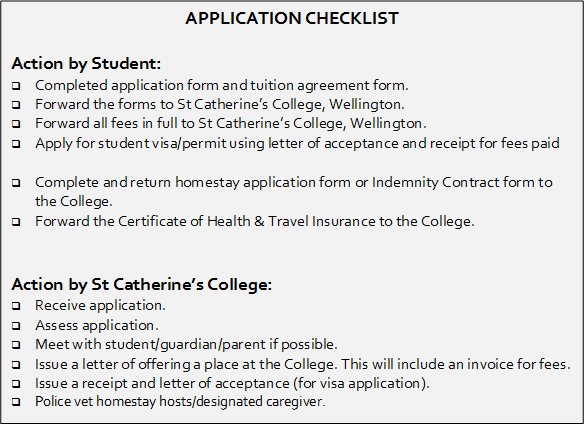 APPLICATION CHECKLIST
Action by Student:
❑ Completed application form and tuition agreement form.
❑ Forward the forms to St Catherine's College, Wellington.
❑ Forward all fees in full to St Catherine's College, Wellington.
❑ Apply for student visa/permit using letter of acceptance and receipt for fees paid
❑ Complete and return homestay application form or Indemnity Contract form to
the College.
❑ Forward the Certificate of Health & Travel Insurance to the College.
Action by St Catherine's College:
❑ Receive application.
❑ Assess application.
❑ Meet with student/guardian/parent if possible.
❑ Issue a letter of offering a place at the College. This will include an invoice for fees.
❑ Issue a receipt and letter of acceptance (for visa application).
❑ Police vet homestay hosts/designated caregiver.